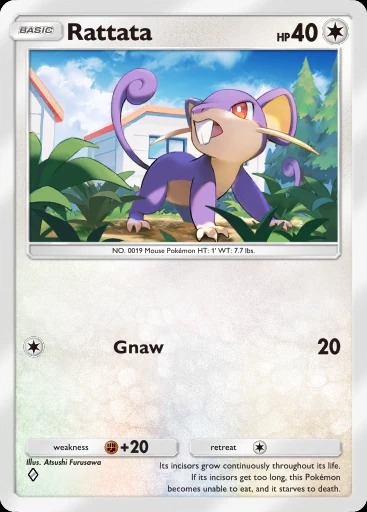 BASIC Rattata HP 40
NO. 0019 Mouse Pokémon HT: 1' WT: 7.7 lbs.
Gnaw 20
weakness +20 retreat
Illus. Atsushi Furusawa
Its incisors grow continuously throughout its life.
If its incisors get too long, this Pokémon
becomes unable to eat, and it starves to death.